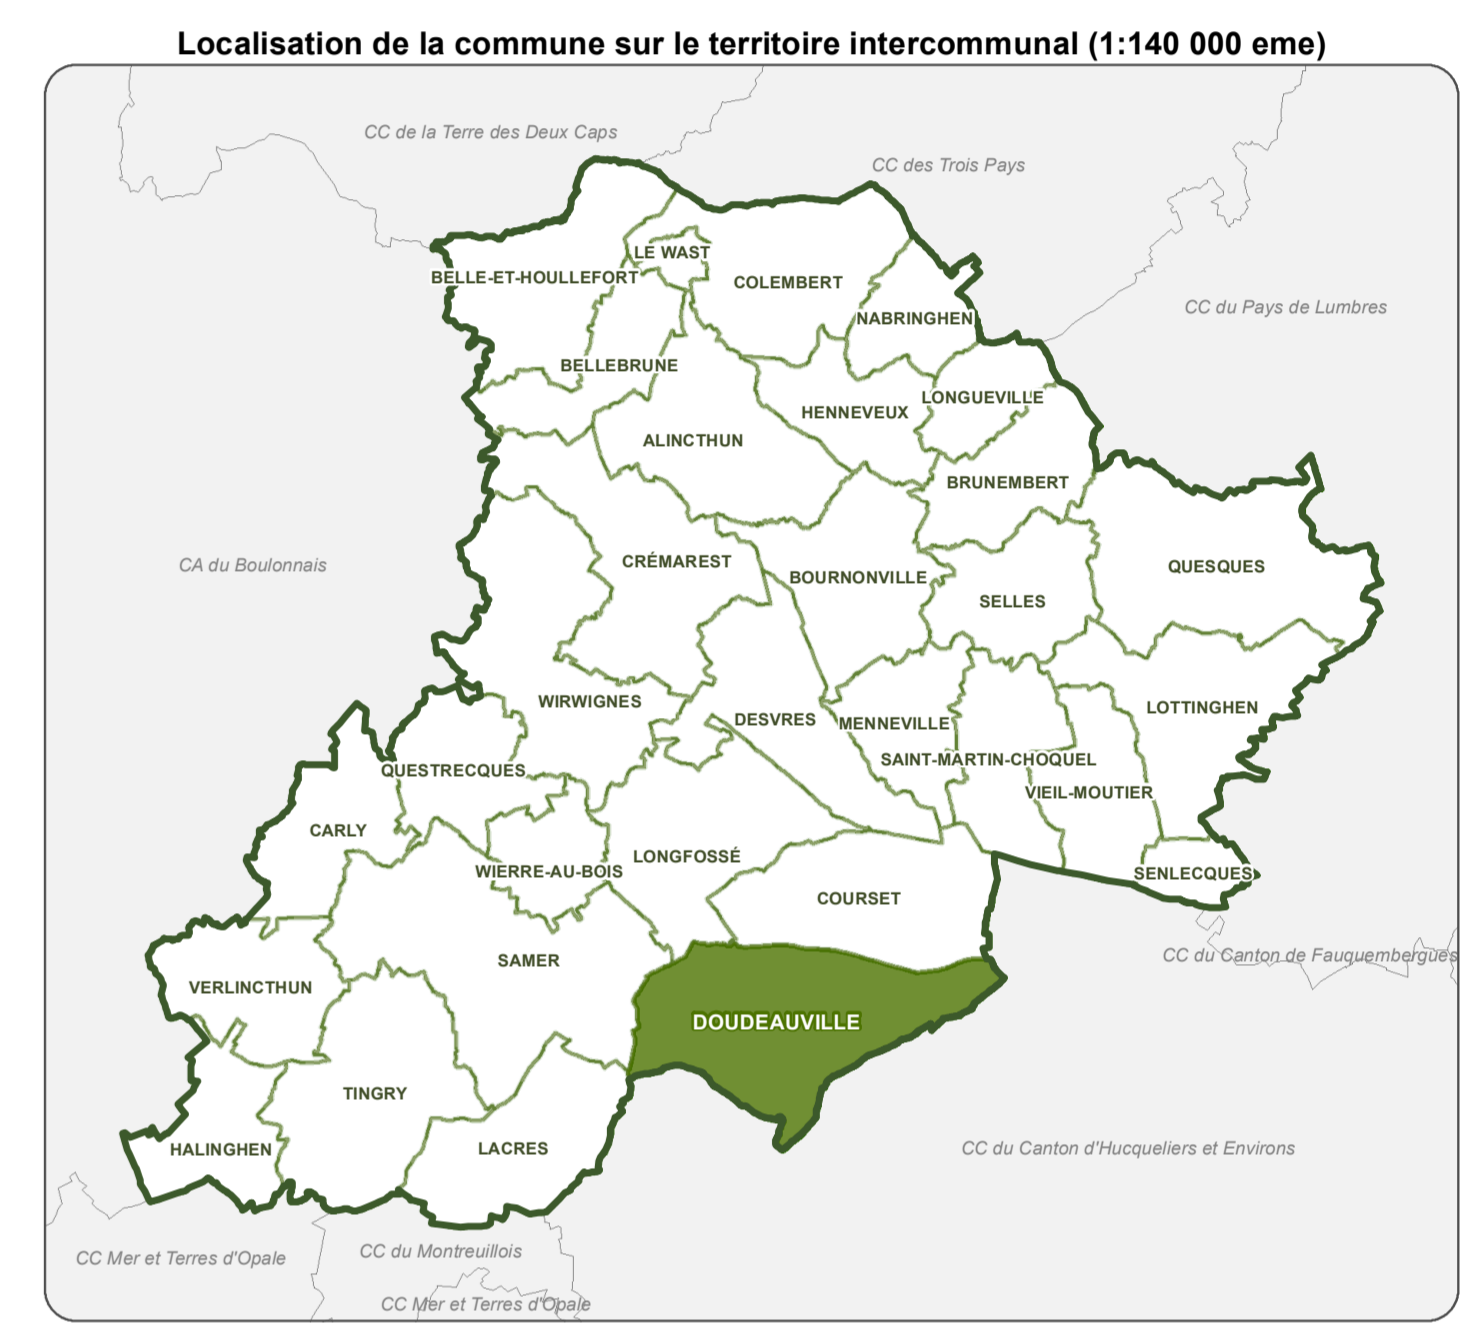 Localisation de la commune sur le territoire intercommunal (1:140 000 eme)
CC de la Terre des Deux Caps
CC des Trois Pays
LE WAST
BELLE-ET-HOULLEFORT
COLEMBERT
CC du Pays de Lumbres
NABRINGHEN
BELLEBRUNE
LONGUEVILLE
HENNEVEUX
ALINCTHUN
BRUNEMBERT
CRÉMAREST
CA du Boulonnais
QUESQUES
BOURNONVILLE
SELLES
WIRWIGNES
LOTTINGHEN
DESVRES
MENNEVILLE
SAINT-MARTIN-CHOQUEL
QUESTRECQUES
VIEIL-MOUTIER
CARLY
LONGFOSSÉ
WIERRE-AU-BOIS
SENLECQUES
COURSET
CC du Canton de Fauquembergues
SAMER
VERLINCTHUN
DOUDEAUVILLE
TINGRY
HALINGHEN
LACRES
CC du Canton d'Hucqueliers et Environs
CC du Montreuillois
CC Mer et Terres d'Opale
CC Mer et Terres d'Opale